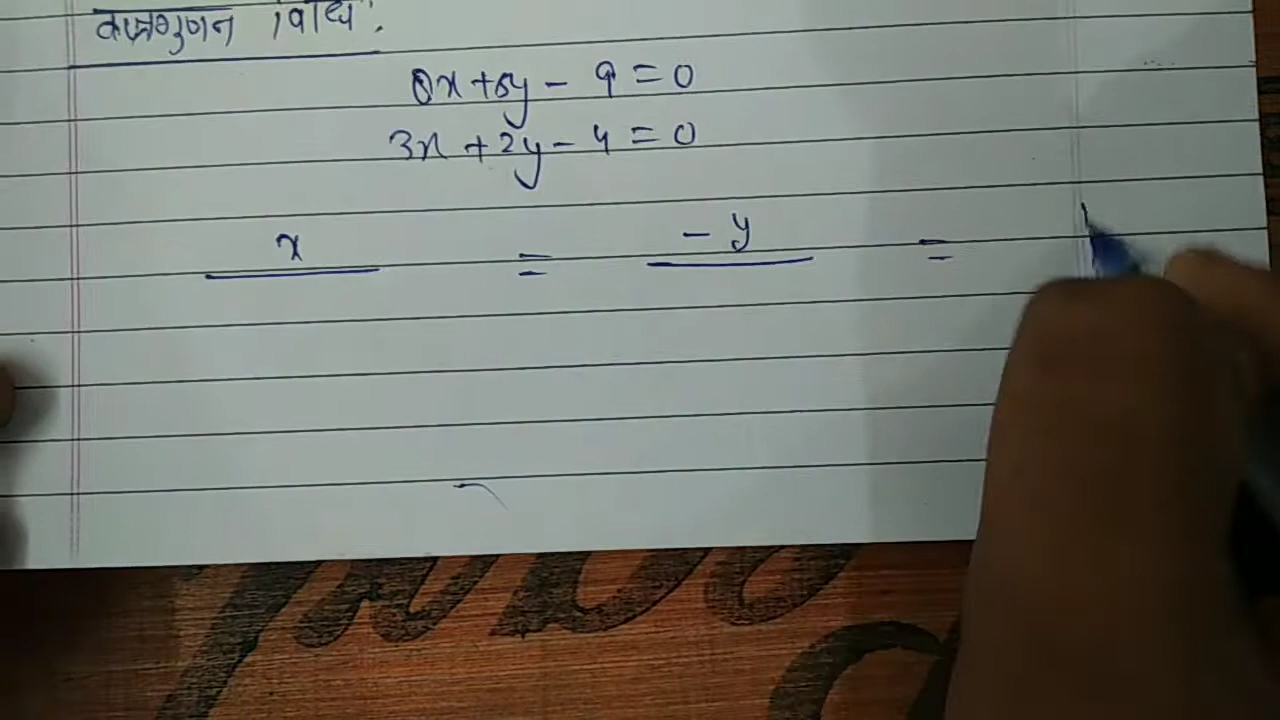 वज्रगुणन विधि :
8x + 5y - 9 = 0
3x + 2y - 4 = 0
x = - y =